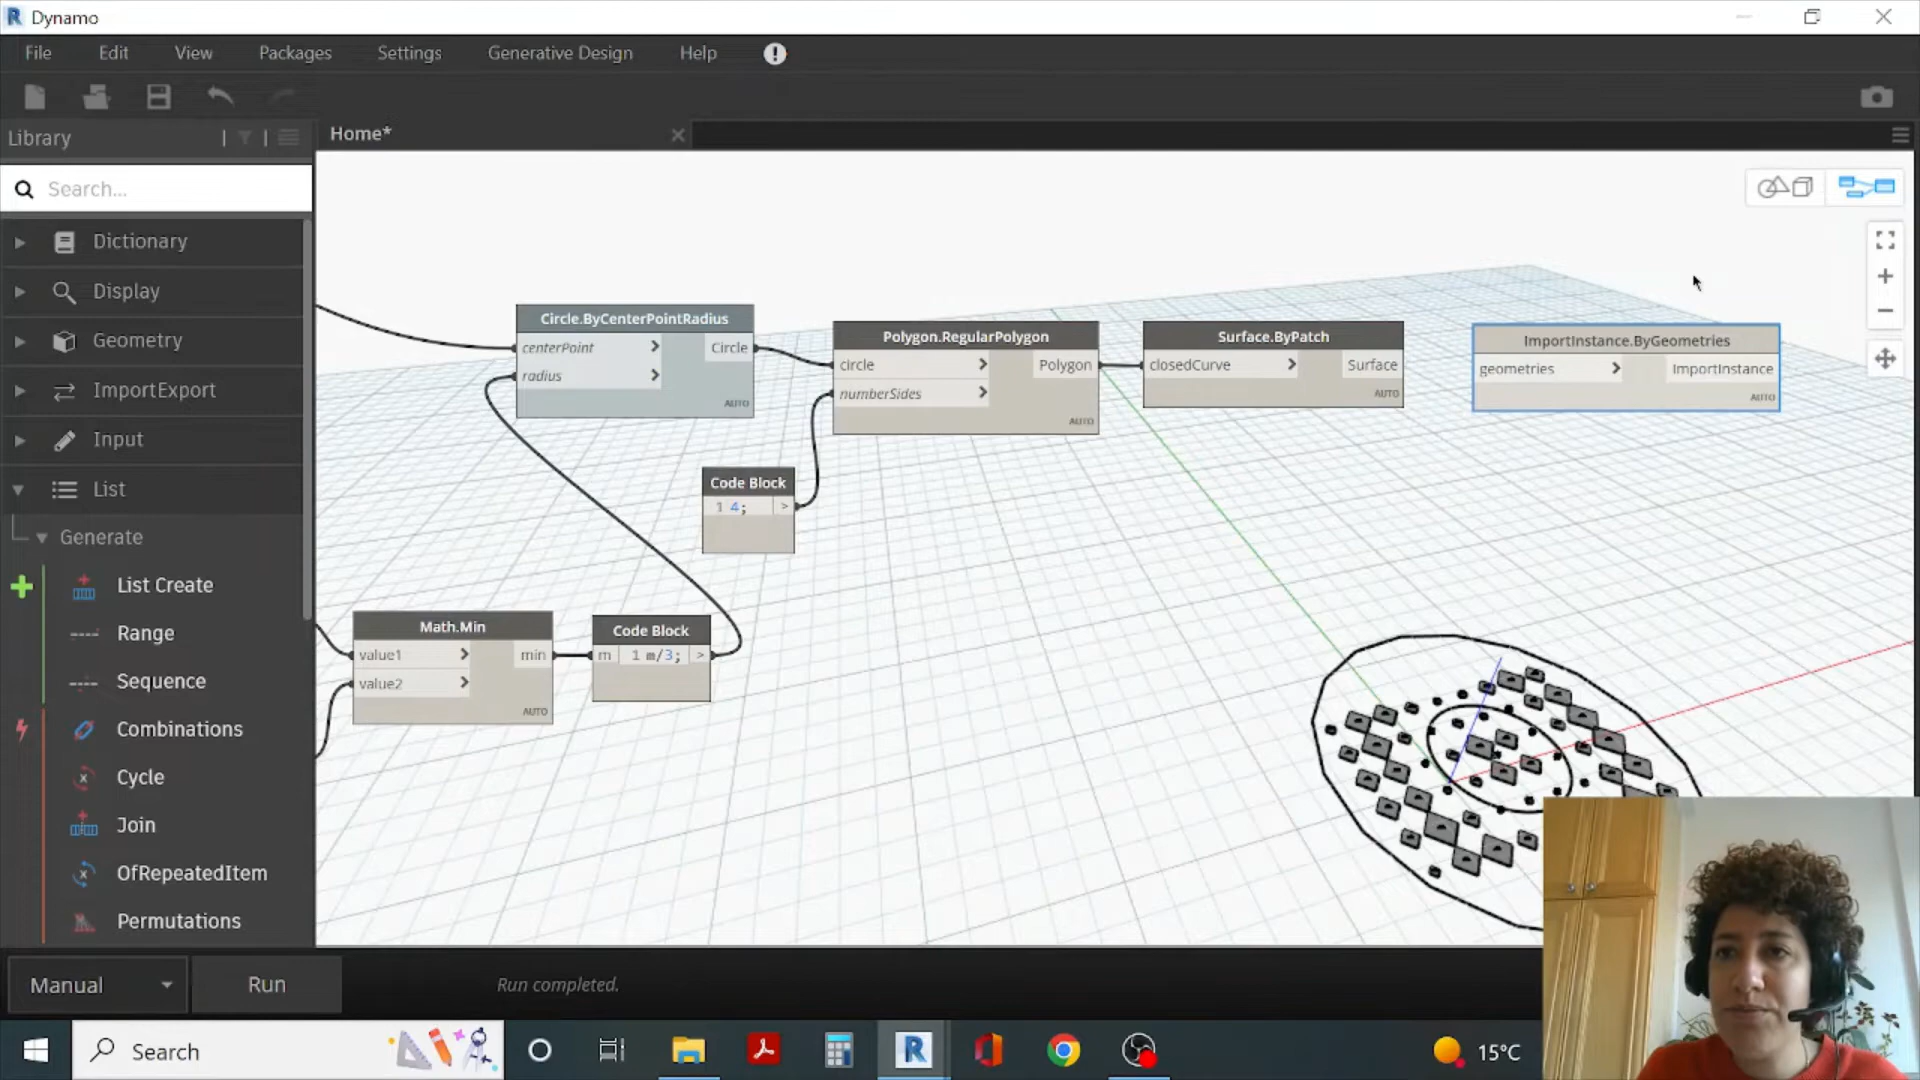 Dynamo
File Edit View Packages Settings Generative Design Help
Library
Home*
Search...
Dictionary
Display
Geometry
ImportExport
Input
List
Generate
List Create
Range
Sequence
Combinations
Cycle
Join
OfRepeatedItem
Permutations
Circle.ByCenterPointRadius
centerPoint > Circle
radius >
AUTO
Polygon.RegularPolygon
circle > Polygon
numberSides >
AUTO
Surface.ByPatch
closedCurve > Surface
AUTO
ImportInstance.ByGeometries
geometries > ImportInstance
AUTO
Code Block
1 4; >
Math.Min
value1 > min
value2 >
AUTO
Code Block
m 1 m/3; >
Manual Run Run completed.
Search
15°C